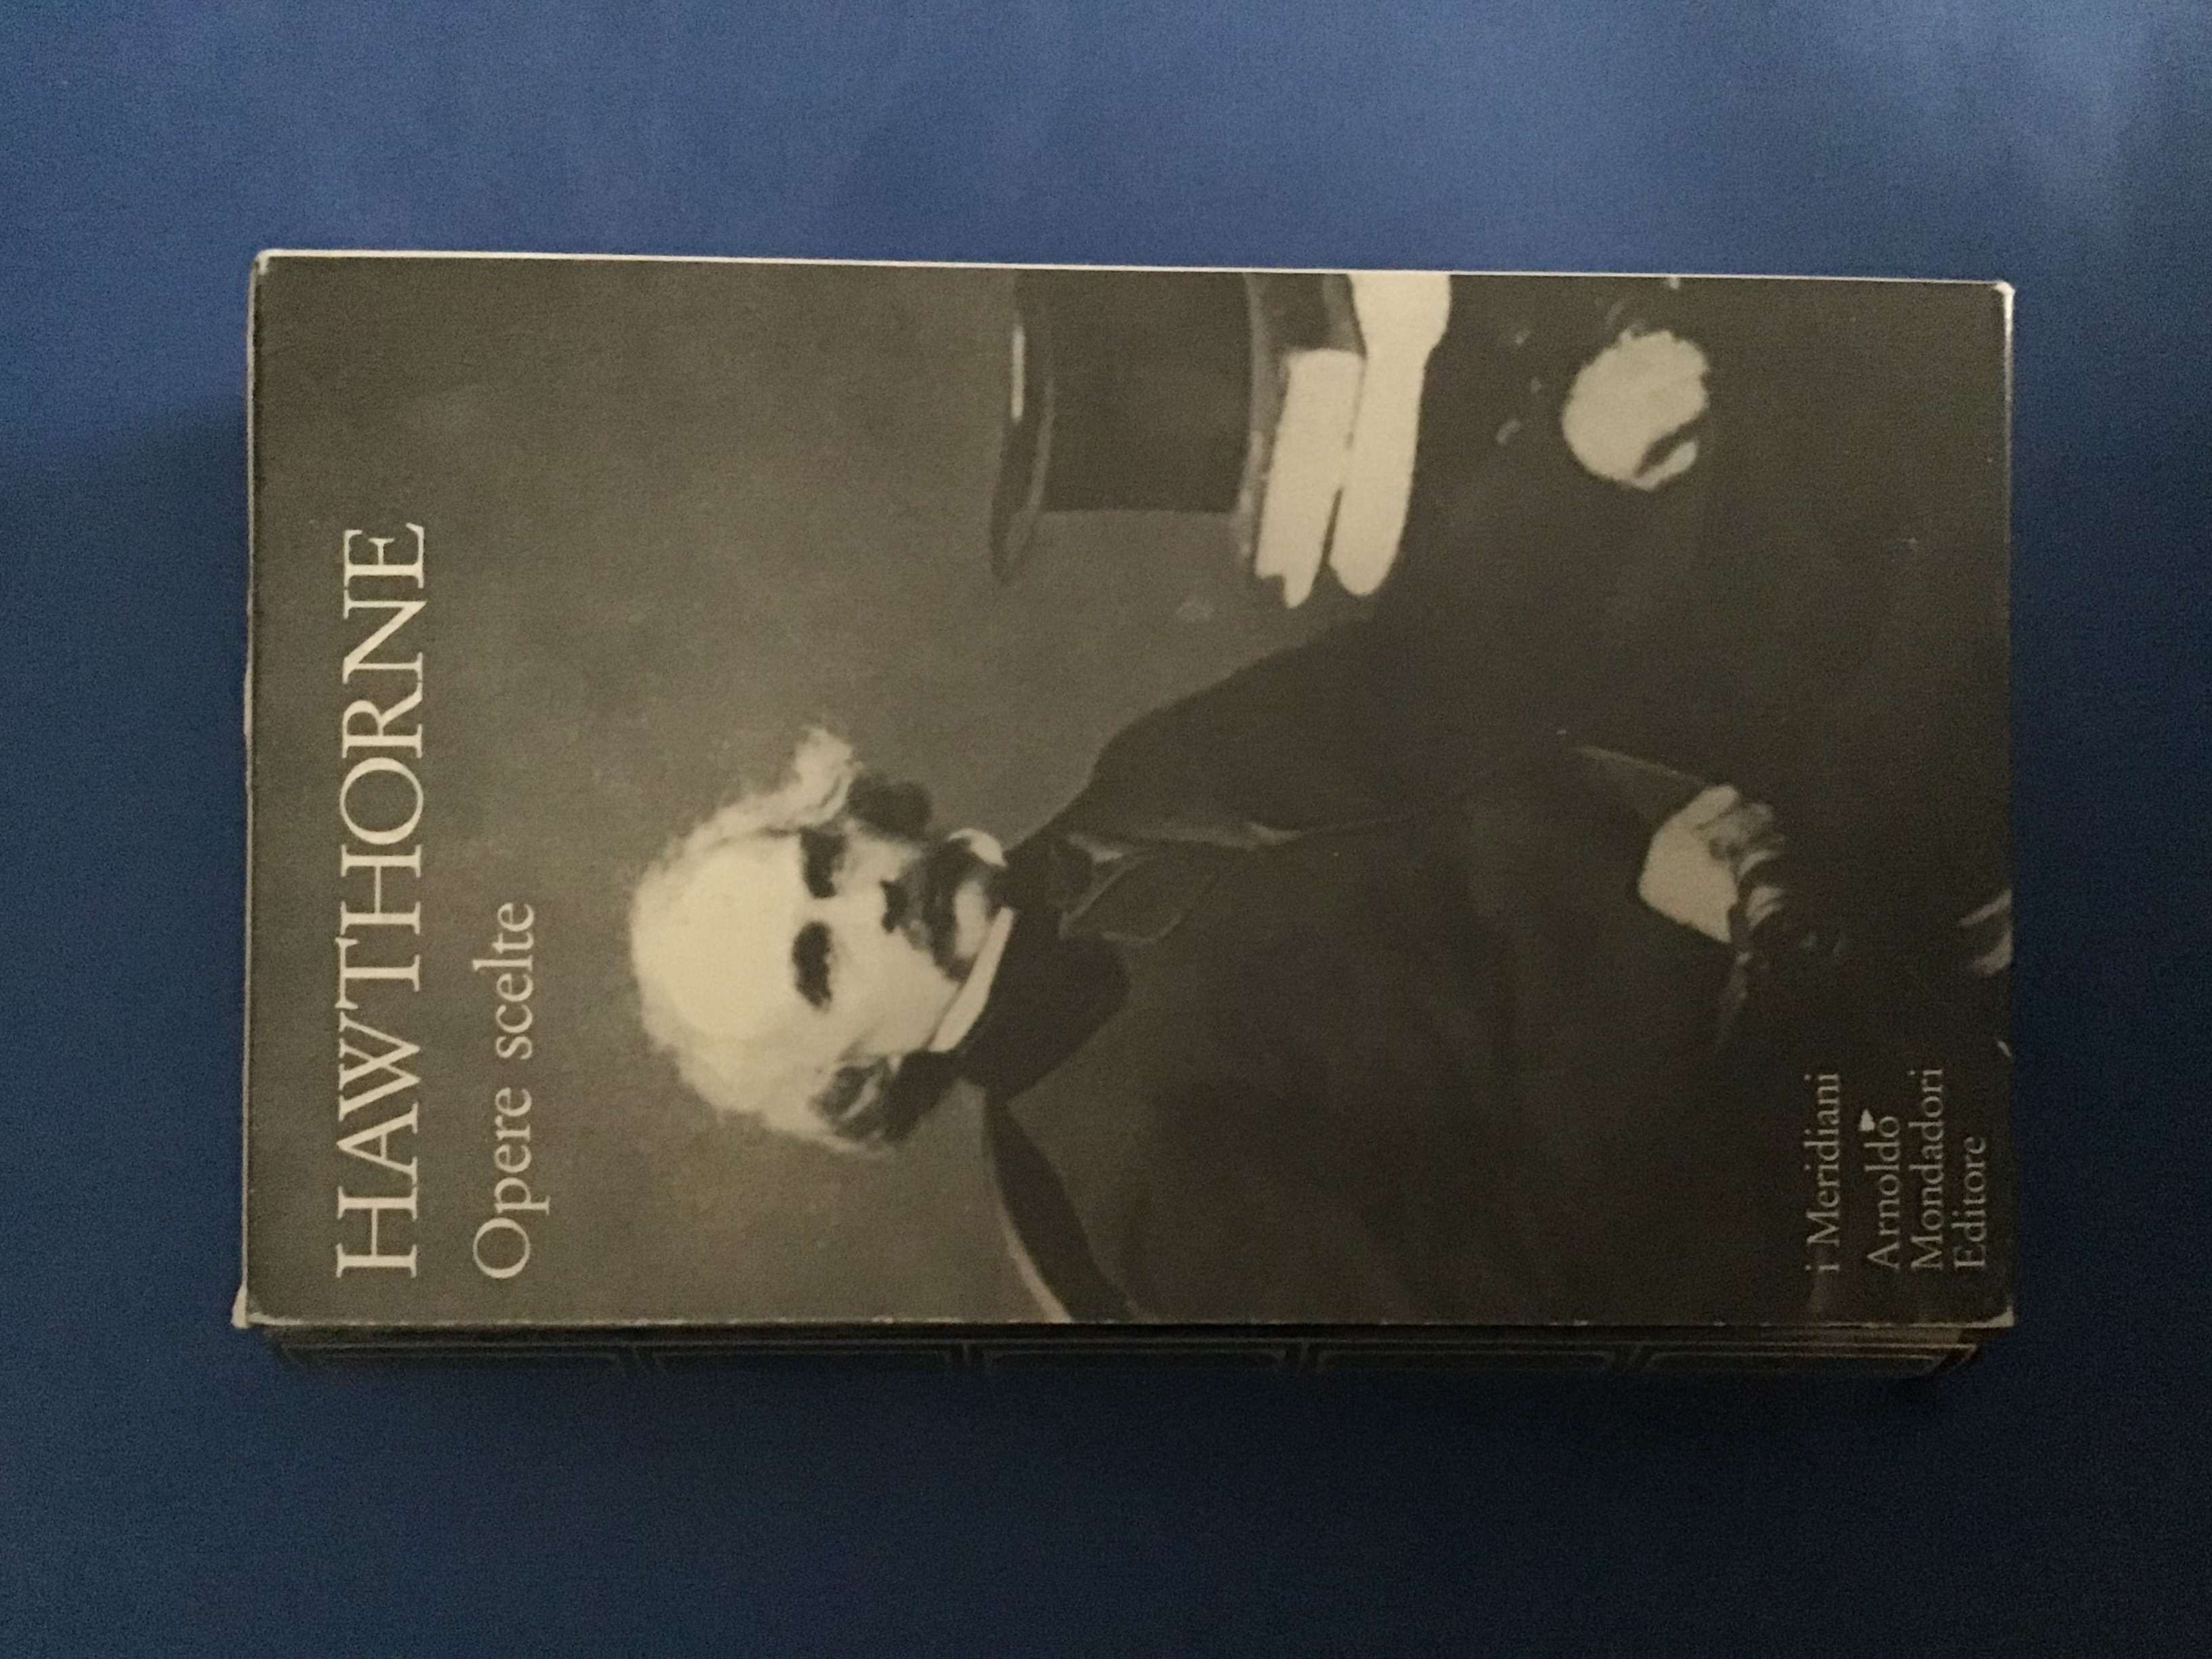 HAWTHORNE
Opere scelte
i Meridiani
Arnoldo
Mondadori
Editore